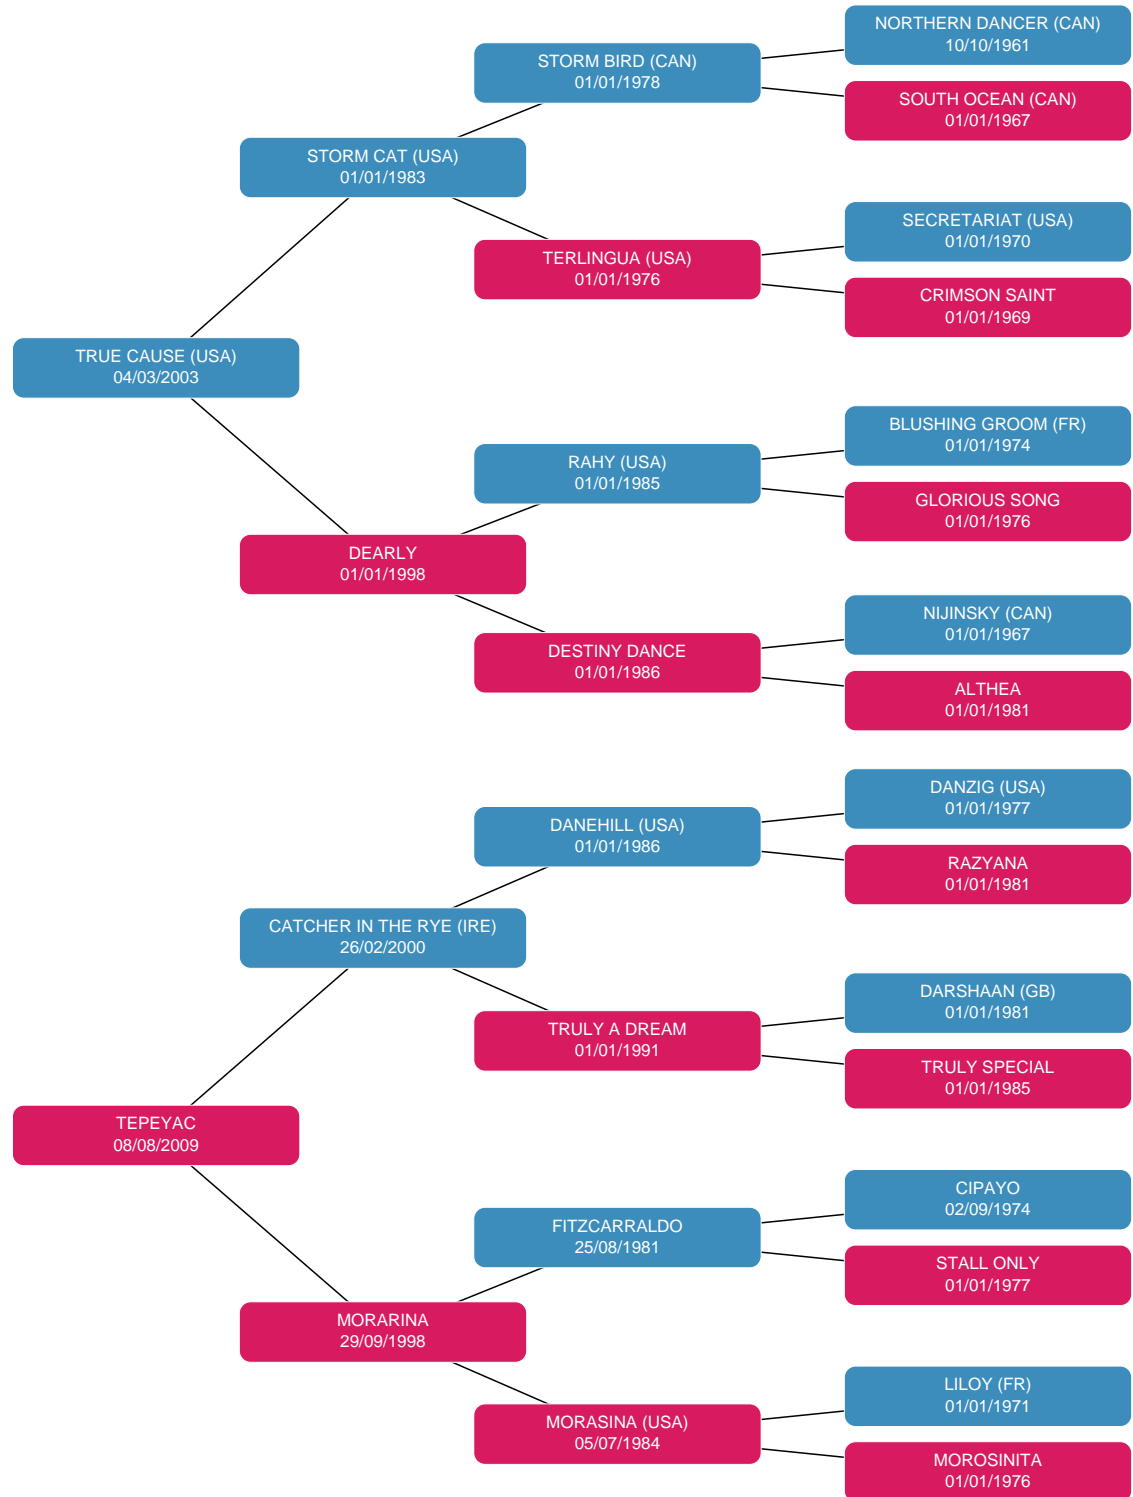 NORTHERN DANCER (CAN)
10/10/1961
STORM BIRD (CAN)
01/01/1978
SOUTH OCEAN (CAN)
01/01/1967
STORM CAT (USA)
01/01/1983
SECRETARIAT (USA)
01/01/1970
TERLINGUA (USA)
01/01/1976
CRIMSON SAINT
01/01/1969
TRUE CAUSE (USA)
04/03/2003
BLUSHING GROOM (FR)
01/01/1974
RAHY (USA)
01/01/1985
GLORIOUS SONG
01/01/1976
DEARLY
01/01/1998
NIJINSKY (CAN)
01/01/1967
DESTINY DANCE
01/01/1986
ALTHEA
01/01/1981
DANZIG (USA)
01/01/1977
DANEHILL (USA)
01/01/1986
RAZYANA
01/01/1981
CATCHER IN THE RYE (IRE)
26/02/2000
DARSHAAN (GB)
01/01/1981
TRULY A DREAM
01/01/1991
TRULY SPECIAL
01/01/1985
TEPEYAC
08/08/2009
CIPAYO
02/09/1974
FITZCARRALDO
25/08/1981
STALL ONLY
01/01/1977
MORARINA
29/09/1998
LILOY (FR)
01/01/1971
MORASINA (USA)
05/07/1984
MOROSINITA
01/01/1976